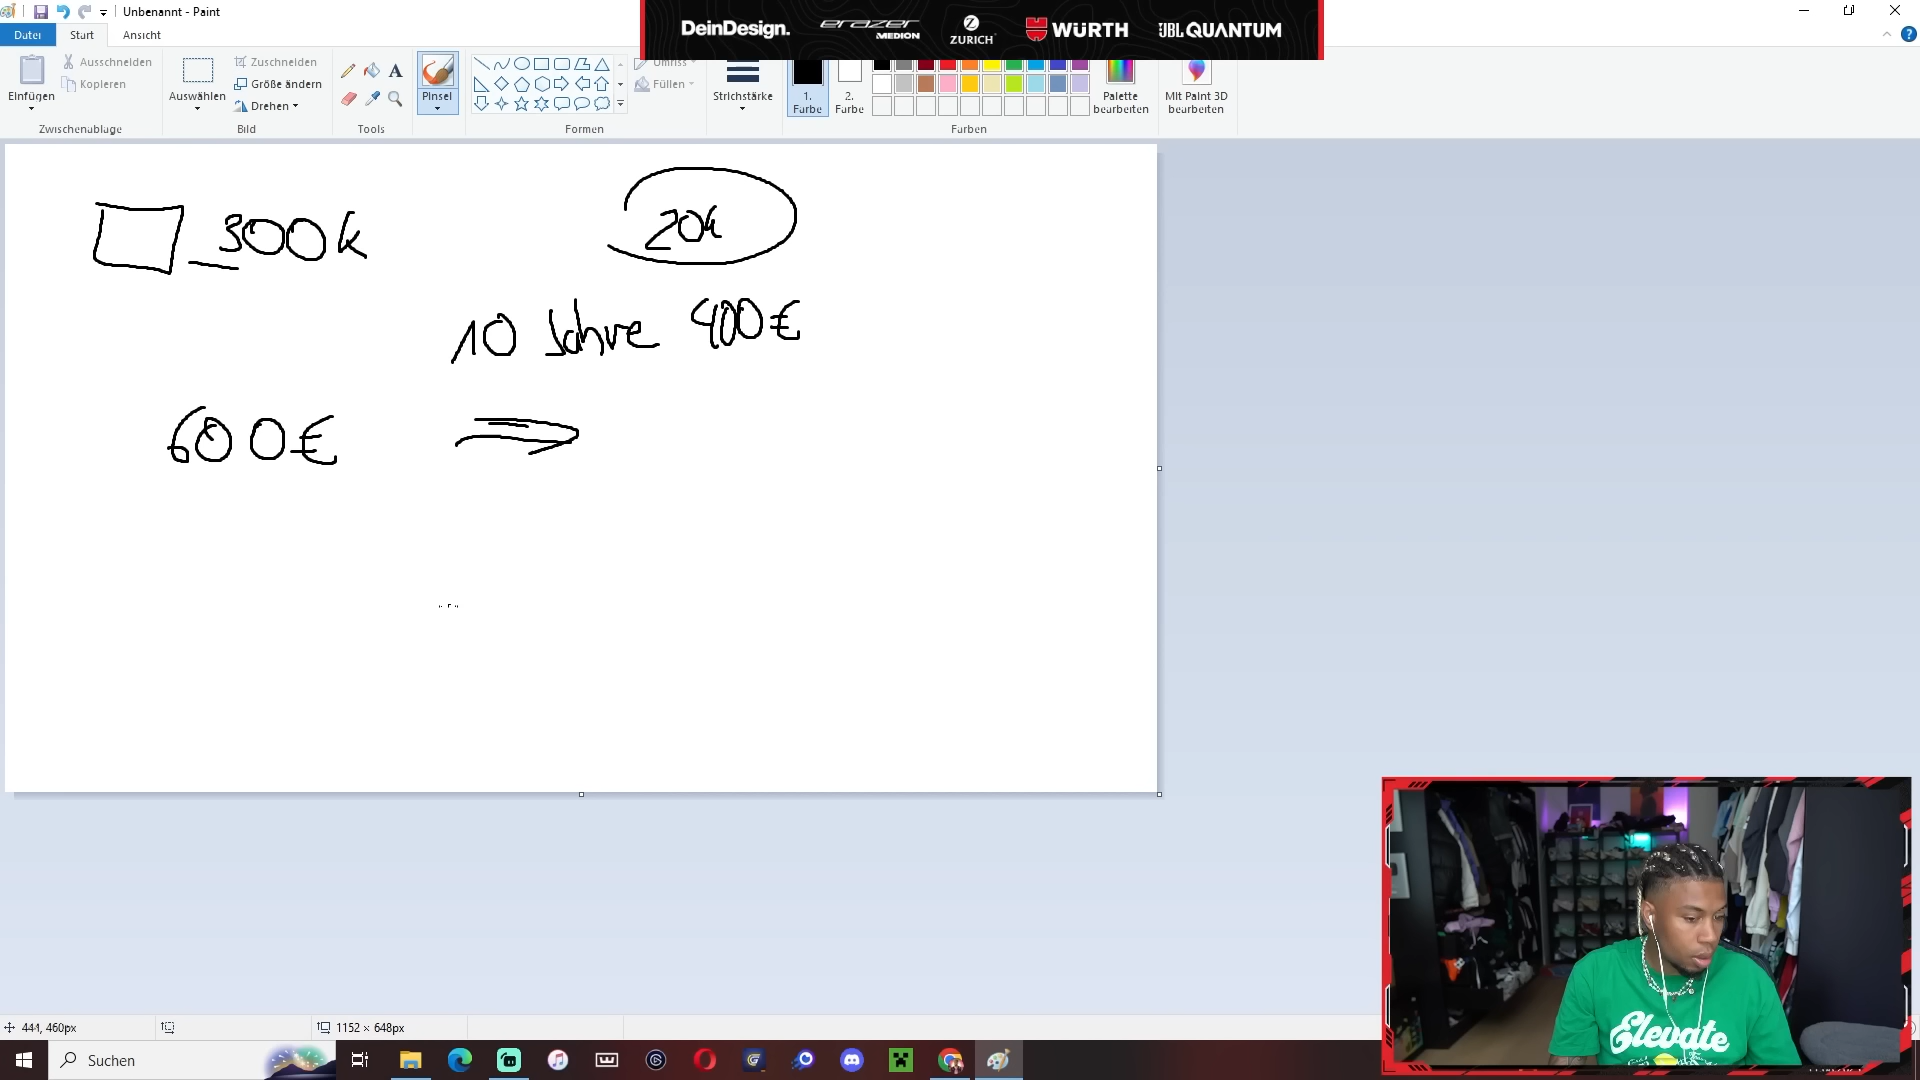 Unbenannt - Paint
DeinDesign. erazer MEDION ZURICH WÜRTH JBL QUANTUM
Datei Start Ansicht
Einfügen
Ausschneiden
Kopieren
Zwischenablage
Auswählen
Zuschneiden
Größe ändern
Drehen
Bild
Tools
Pinsel
Formen
Umriss
Füllen
Strichstärke
1. Farbe
2. Farbe
Farben
Palette bearbeiten
Mit Paint 3D bearbeiten
300k
20k
10 Jahre 400€
600€
Elevate
444, 460px
1152 × 648px
Suchen